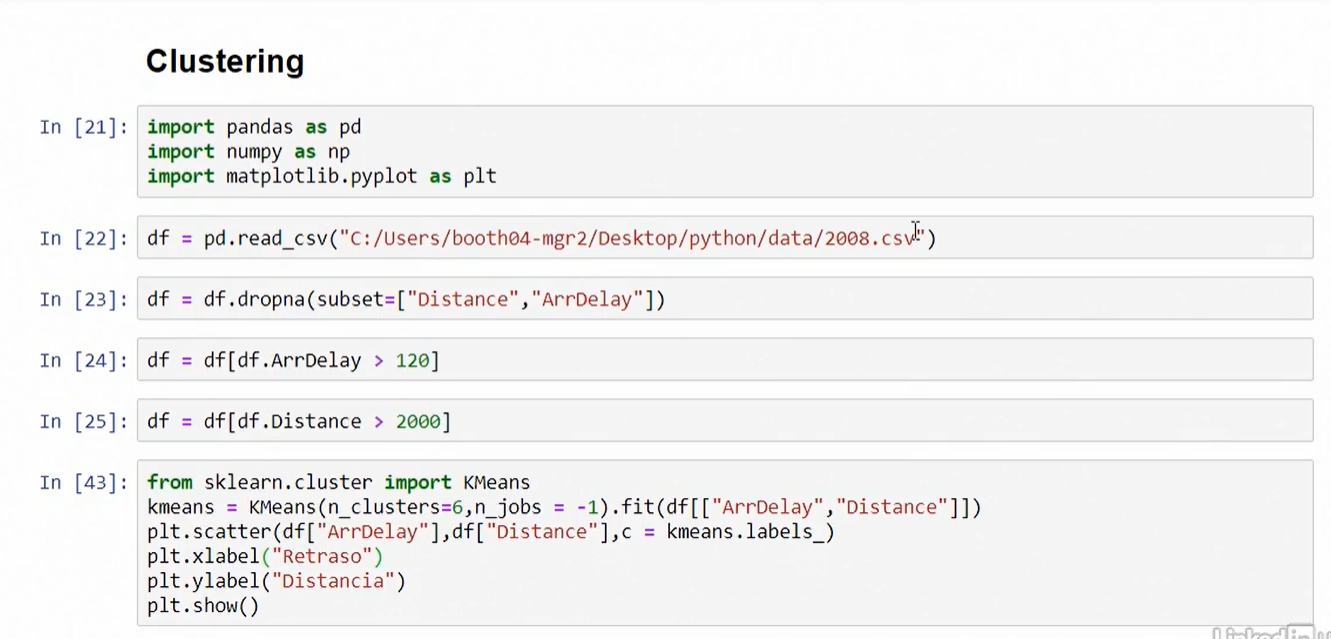 Clustering
In [21]:
import pandas as pd
import numpy as np
import matplotlib.pyplot as plt
In [22]:
df = pd.read_csv("C:/Users/booth04-mgr2/Desktop/python/data/2008.csv")
In [23]:
df = df.dropna(subset=["Distance","ArrDelay"])
In [24]:
df = df[df.ArrDelay > 120]
In [25]:
df = df[df.Distance > 2000]
In [43]:
from sklearn.cluster import KMeans
kmeans = KMeans(n_clusters=6,n_jobs = -1).fit(df[["ArrDelay","Distance"]])
plt.scatter(df["ArrDelay"],df["Distance"],c = kmeans.labels_)
plt.xlabel("Retraso")
plt.ylabel("Distancia")
plt.show()